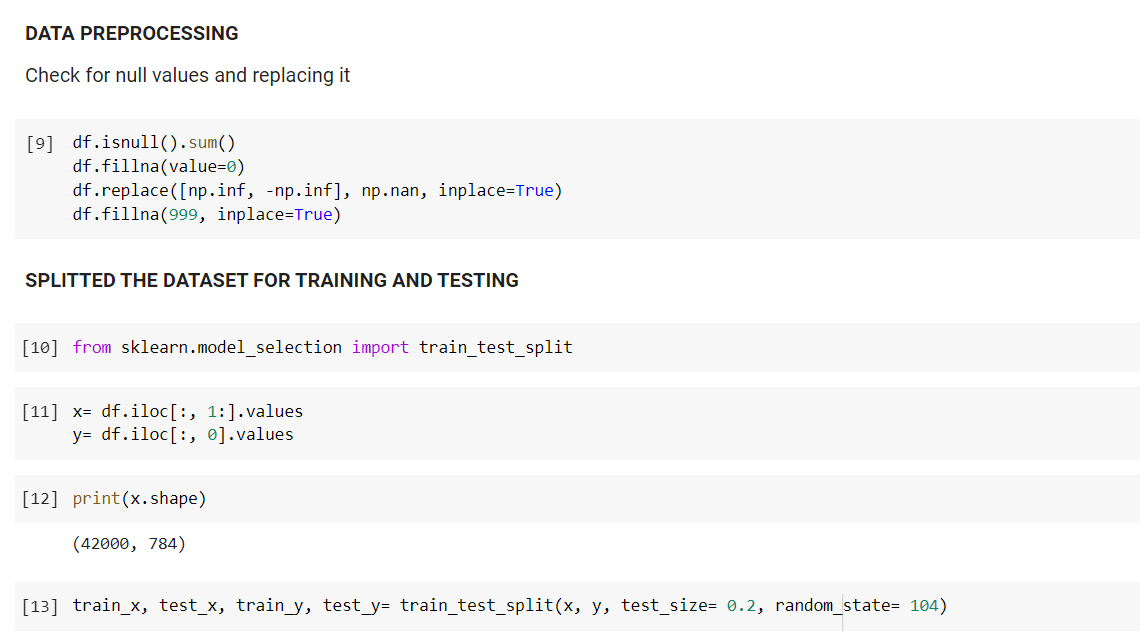 DATA PREPROCESSING
Check for null values and replacing it
[9] df.isnull().sum()
df.fillna(value=0)
df.replace([np.inf, -np.inf], np.nan, inplace=True)
df.fillna(999, inplace=True)
SPLITTED THE DATASET FOR TRAINING AND TESTING
[10] from sklearn.model_selection import train_test_split
[11] x= df.iloc[:, 1:].values
y= df.iloc[:, 0].values
[12] print(x.shape)
(42000, 784)
[13] train_x, test_x, train_y, test_y= train_test_split(x, y, test_size= 0.2, random_state= 104)